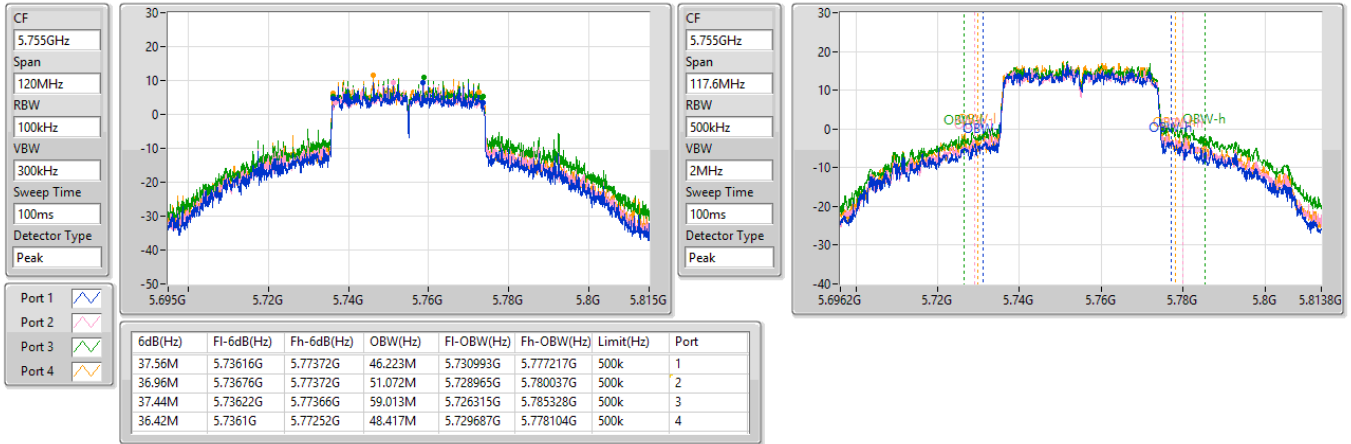 CF
5.755GHz
Span
120MHz
RBW
100kHz
VBW
300kHz
Sweep Time
100ms
Detector Type
Peak
30
20
10
0
-10
-20
-30
-40
-50
5.695G 5.72G 5.74G 5.76G 5.78G 5.8G 5.815G
CF
5.755GHz
Span
117.6MHz
RBW
500kHz
VBW
2MHz
Sweep Time
100ms
Detector Type
Peak
30
20
10
0
-10
-20
-30
-40
OBW-h
5.6962G 5.72G 5.74G 5.76G 5.78G 5.8G 5.8138G
Port 1
Port 2
Port 3
Port 4
6dB(Hz) Fl-6dB(Hz) Fh-6dB(Hz) OBW(Hz) Fl-OBW(Hz) Fh-OBW(Hz) Limit(Hz) Port
37.56M 5.73616G 5.77372G 46.223M 5.730993G 5.777217G 500k 1
36.96M 5.73676G 5.77372G 51.072M 5.728965G 5.780037G 500k 2
37.44M 5.73622G 5.77366G 59.013M 5.726315G 5.785328G 500k 3
36.42M 5.7361G 5.77252G 48.417M 5.729687G 5.778104G 500k 4